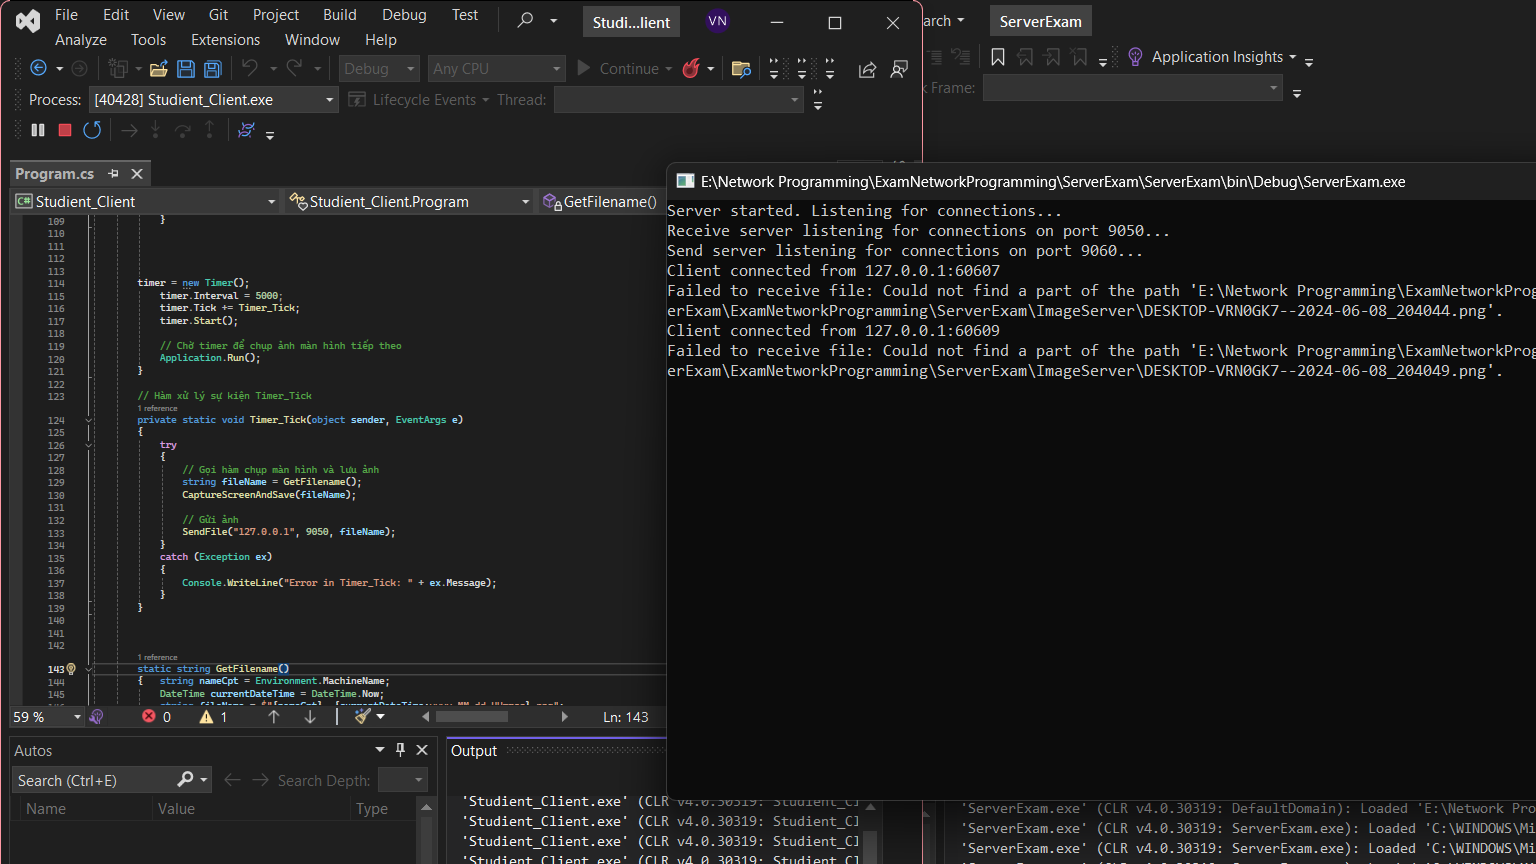 File Edit View Git Project Build Debug Test Studi...lient VN
Analyze Tools Extensions Window Help
Debug Any CPU Continue
Process: [40428] Studient_Client.exe Lifecycle Events Thread:
Program.cs
Student_Client Studient_Client.Program GetFilename()
109 }
110
111
112
113
114 timer = new Timer();
115 timer.Interval = 5000;
116 timer.Tick += Timer_Tick;
117 timer.Start();
118
119 // Chờ timer để chụp ảnh màn hình tiếp theo
120 Application.Run();
121 }
122
123 // Hàm xử lý sự kiện Timer_Tick
1 reference
124 private static void Timer_Tick(object sender, EventArgs e)
125 {
126 try
127 {
128 // Gọi hàm chụp màn hình và lưu ảnh
129 string fileName = GetFilename();
130 CaptureScreenAndSave(fileName);
131
132 // Gửi ảnh
133 SendFile("127.0.0.1", 9050, fileName);
134 }
135 catch (Exception ex)
136 {
137 Console.WriteLine("Error in Timer_Tick: " + ex.Message);
138 }
139 }
140
141
142
1 reference
143 static string GetFilename()
144 { string nameCpt = Environment.MachineName;
145 DateTime currentDateTime = DateTime.Now;
59 % 0 1 Ln: 143
Autos
Search (Ctrl+E) Search Depth:
Name Value Type
Output
'Studient_Client.exe' (CLR v4.0.30319: Studient_Cl
'Studient_Client.exe' (CLR v4.0.30319: Studient_Cl
'Studient_Client.exe' (CLR v4.0.30319: Studient_Cl
'Studient_Client.exe' (CLR v4.0.30319: Studient_Cl
arch ServerExam
Application Insights
Frame:
E:\Network Programming\ExamNetworkProgramming\ServerExam\ServerExam\bin\Debug\ServerExam.exe
Server started. Listening for connections...
Receive server listening for connections on port 9050...
Send server listening for connections on port 9060...
Client connected from 127.0.0.1:60607
Failed to receive file: Could not find a part of the path 'E:\Network Programming\ExamNetworkProg
erExam\ExamNetworkProgramming\ServerExam\ImageServer\DESKTOP-VRN0GK7--2024-06-08_204044.png'.
Client connected from 127.0.0.1:60609
Failed to receive file: Could not find a part of the path 'E:\Network Programming\ExamNetworkProg
erExam\ExamNetworkProgramming\ServerExam\ImageServer\DESKTOP-VRN0GK7--2024-06-08_204049.png'.
'ServerExam.exe' (CLR v4.0.30319: DefaultDomain): Loaded 'E:\Network Pro
'ServerExam.exe' (CLR v4.0.30319: ServerExam.exe): Loaded 'C:\WINDOWS\Mi
'ServerExam.exe' (CLR v4.0.30319: ServerExam.exe): Loaded 'C:\WINDOWS\Mi